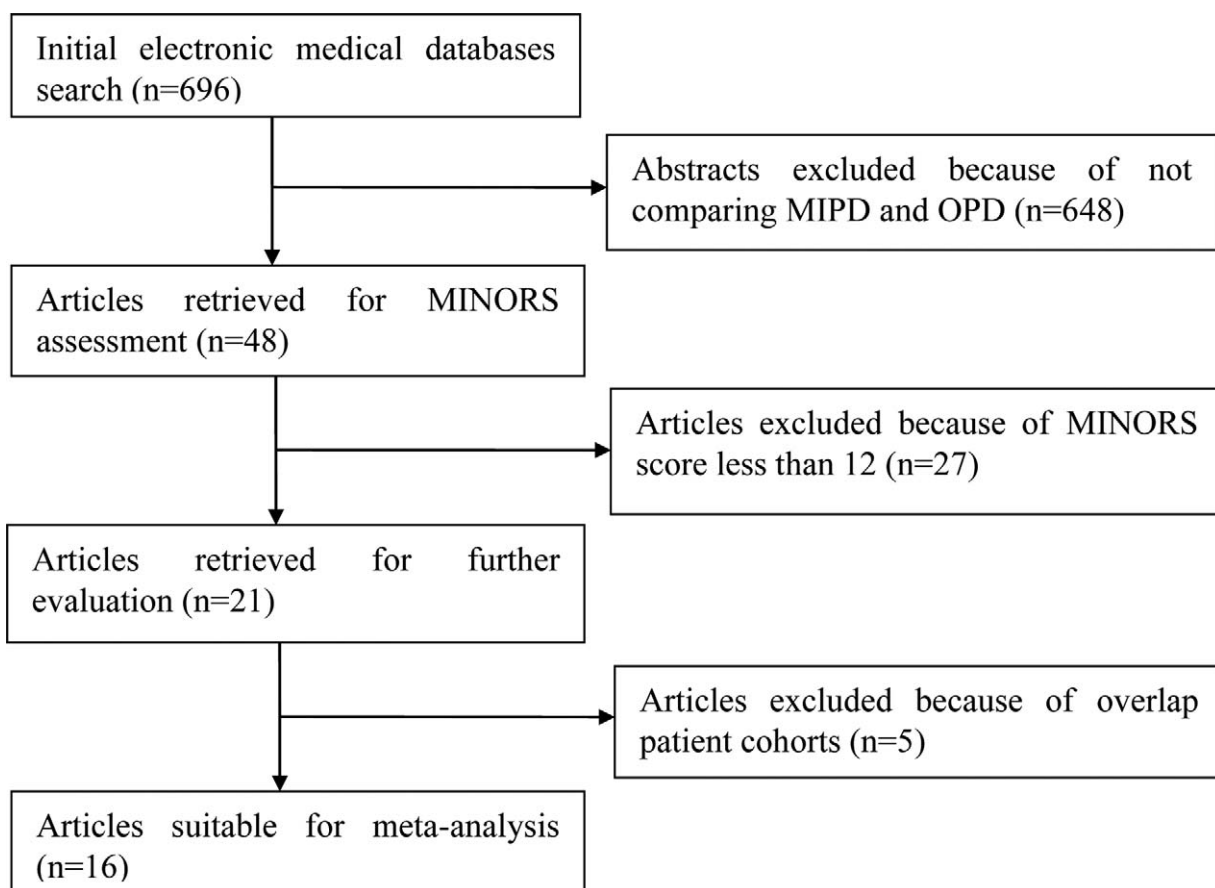 Initial electronic medical databases
search (n=696)
Abstracts excluded because of not
comparing MIPD and OPD (n=648)
Articles retrieved for MINORS
assessment (n=48)
Articles excluded because of MINORS
score less than 12 (n=27)
Articles retrieved for further
evaluation (n=21)
Articles excluded because of overlap
patient cohorts (n=5)
Articles suitable for meta-analysis
(n=16)